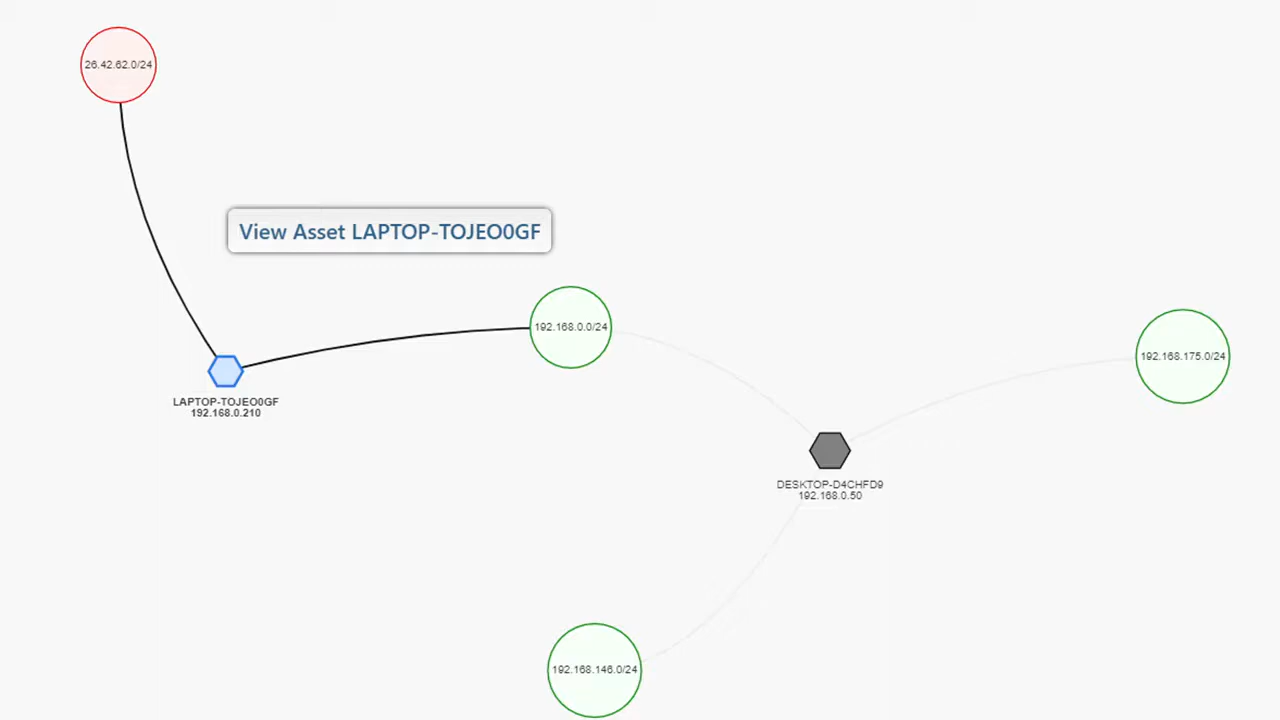 26.42.62.0/24
View Asset LAPTOP-TOJEO0GF
192.168.0.0/24
192.168.175.0/24
LAPTOP-TOJEO0GF
192.168.0.210
DESKTOP-D4CHFD9
192.168.0.50
192.168.146.0/24